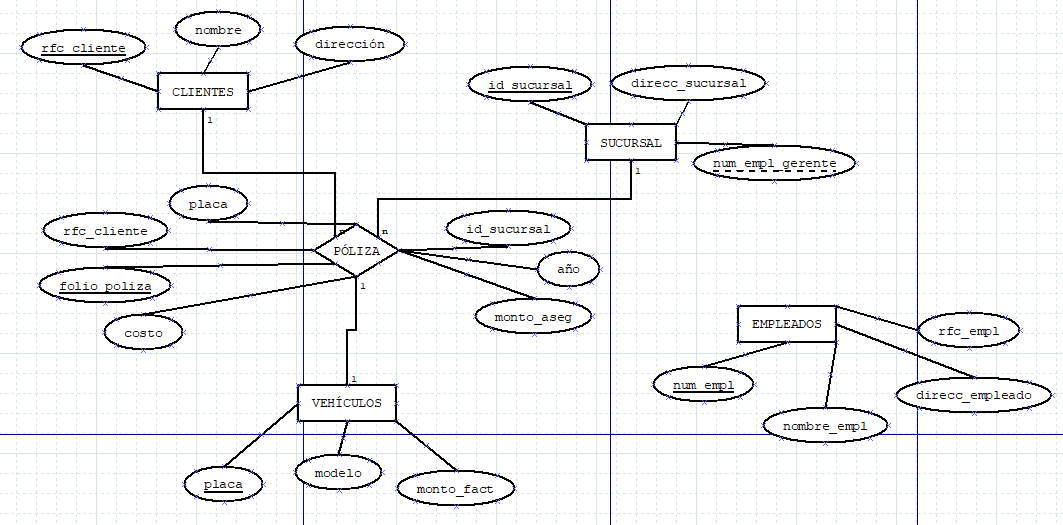 nombre
rfc_cliente
dirección
CLIENTES
1
id_sucursal
direcc_sucursal
SUCURSAL
num_empl_gerente
1
placa
rfc_cliente
n
n
id_sucursal
PÓLIZA
año
folio_poliza
1
monto_aseg
costo
EMPLEADOS
rfc_empl
1
num_empl
direcc_empleado
VEHÍCULOS
nombre_empl
placa
modelo
monto_fact